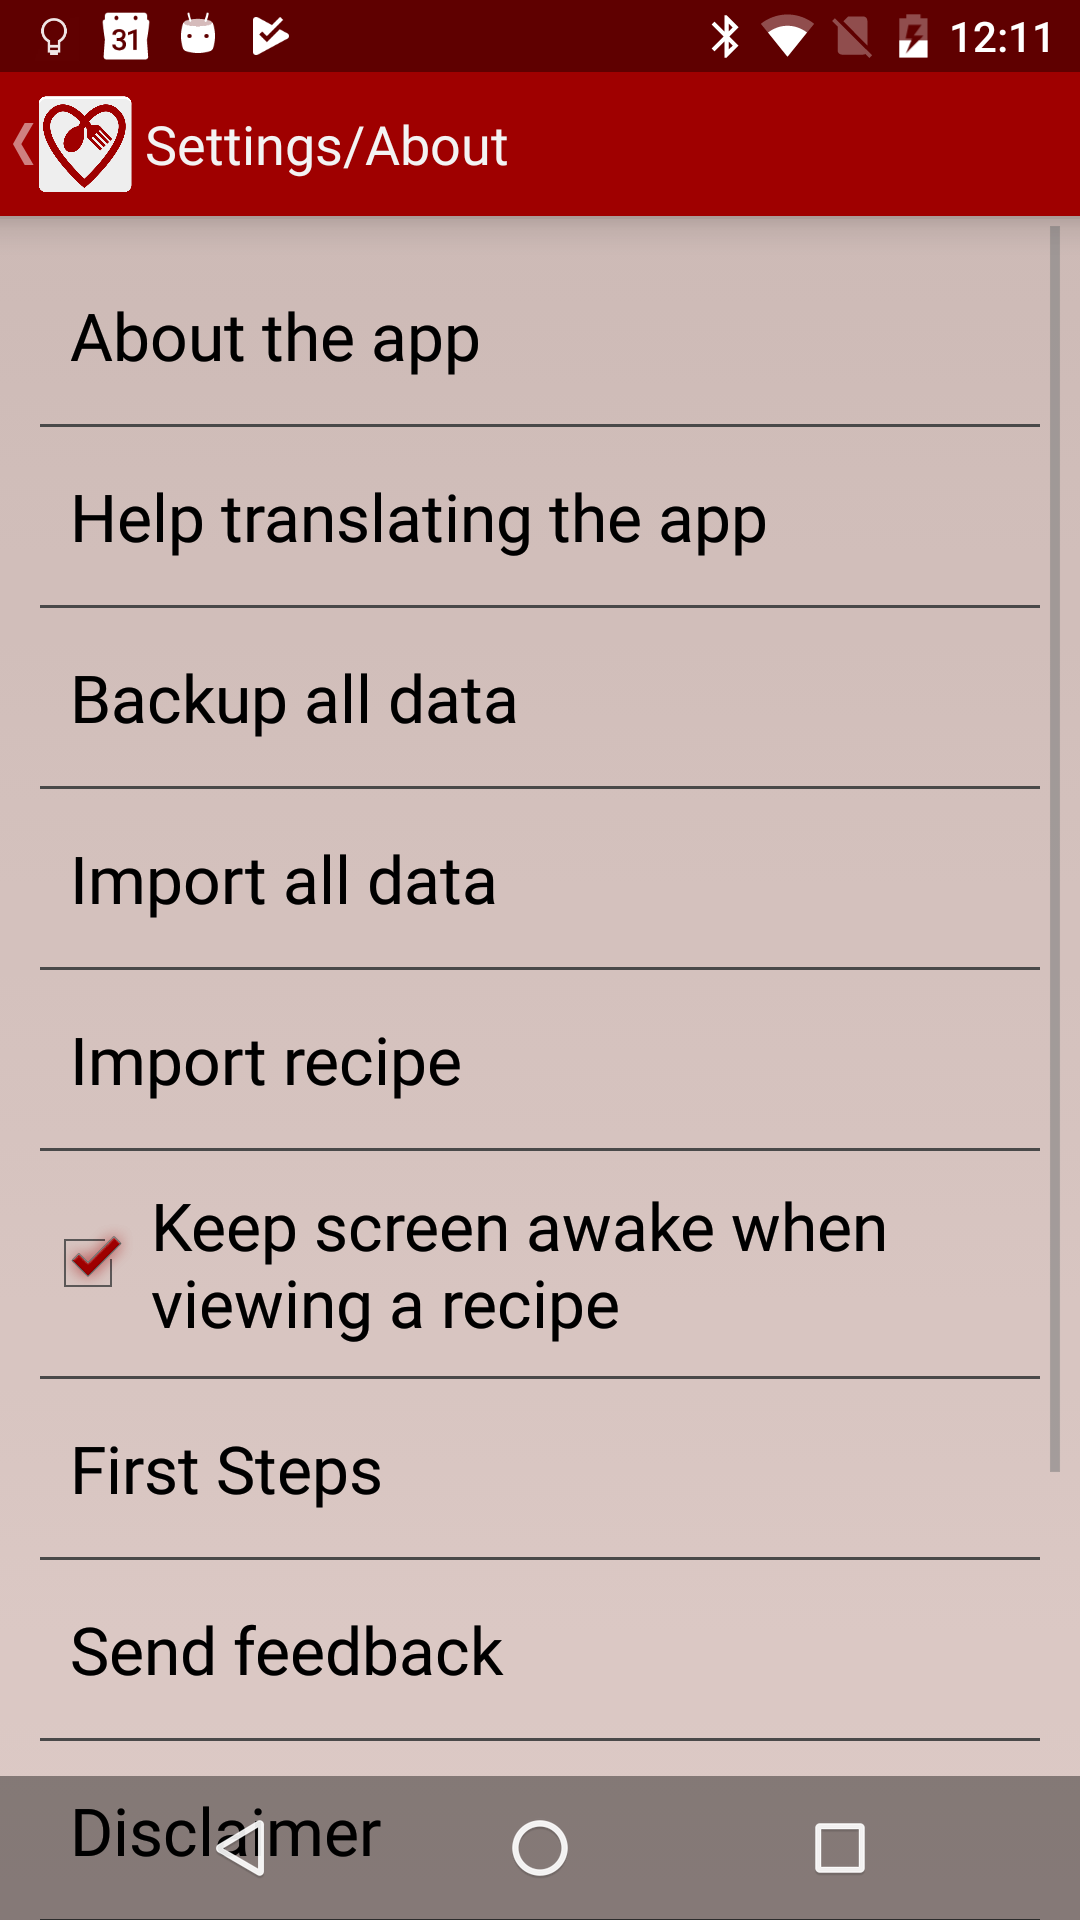 31 12:11
Settings/About
About the app
Help translating the app
Backup all data
Import all data
Import recipe
Keep screen awake when
viewing a recipe
First Steps
Send feedback
Disclaimer